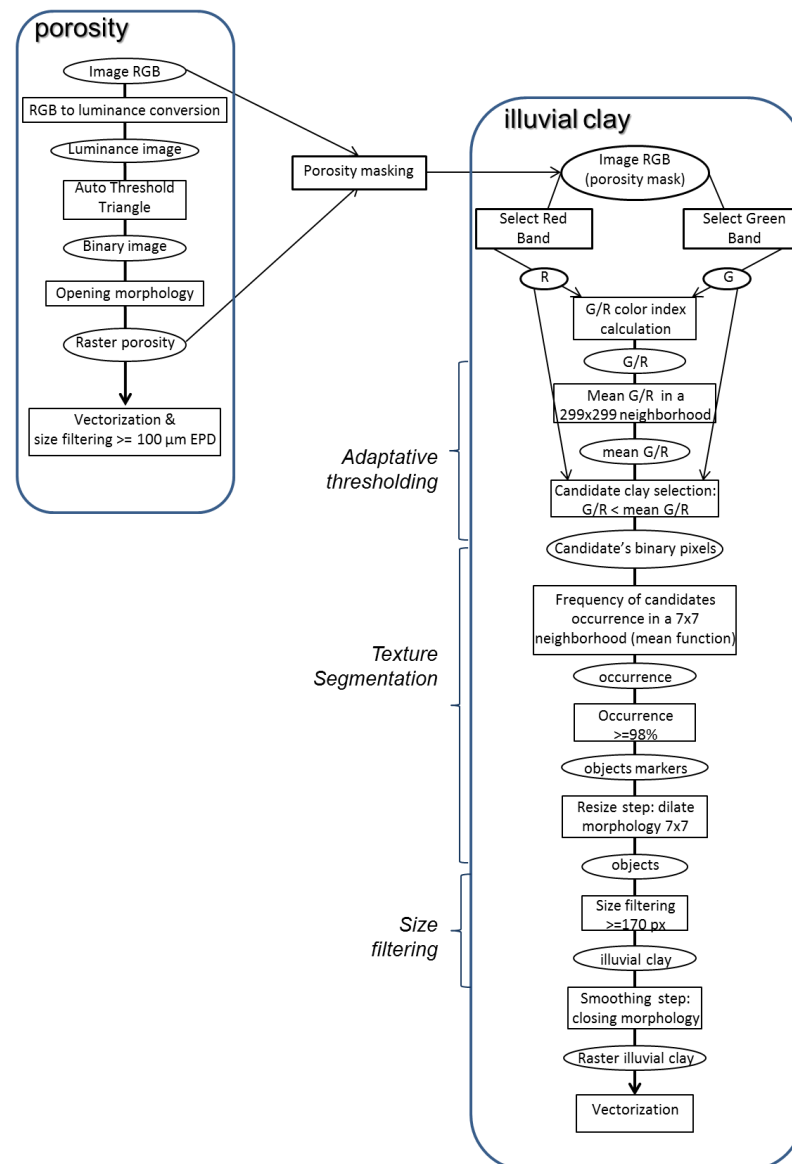 porosity
Image RGB
RGB to luminance conversion
Luminance image
Auto Threshold
Triangle
Binary image
Opening morphology
Raster porosity
Vectorization &
size filtering >= 100 µm EPD
Porosity masking
illuvial clay
Image RGB
(porosity mask)
Select Red
Band
Select Green
Band
R
G
G/R color index
calculation
G/R
Mean G/R in a
299x299 neighborhood
mean G/R
Candidate clay selection:
G/R < mean G/R
Adaptative
thresholding
Candidate's binary pixels
Frequency of candidates
occurrence in a 7x7
neighborhood (mean function)
occurrence
Occurrence
>=98%
objects markers
Resize step: dilate
morphology 7x7
objects
Texture
Segmentation
Size filtering
>=170 px
illuvial clay
Size
filtering
Smoothing step:
closing morphology
Raster illuvial clay
Vectorization